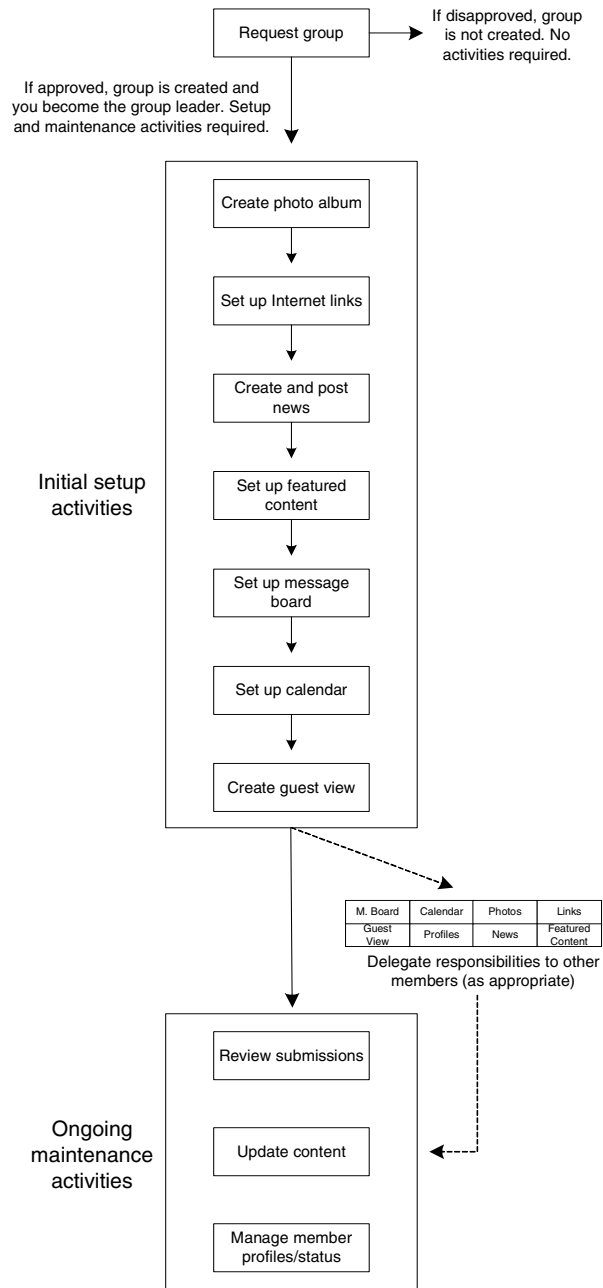 Request group
If disapproved, group
is not created. No
activities required.
If approved, group is created and
you become the group leader. Setup
and maintenance activities required.
Create photo album
Set up Internet links
Create and post
news
Initial setup
activities
Set up featured
content
Set up message
board
Set up calendar
Create guest view
M. Board
Calendar
Photos
Links
Guest
View
Profiles
News
Featured
Content
Delegate responsibilities to other
members (as appropriate)
Review submissions
Ongoing
maintenance
activities
Update content
Manage member
profiles/status